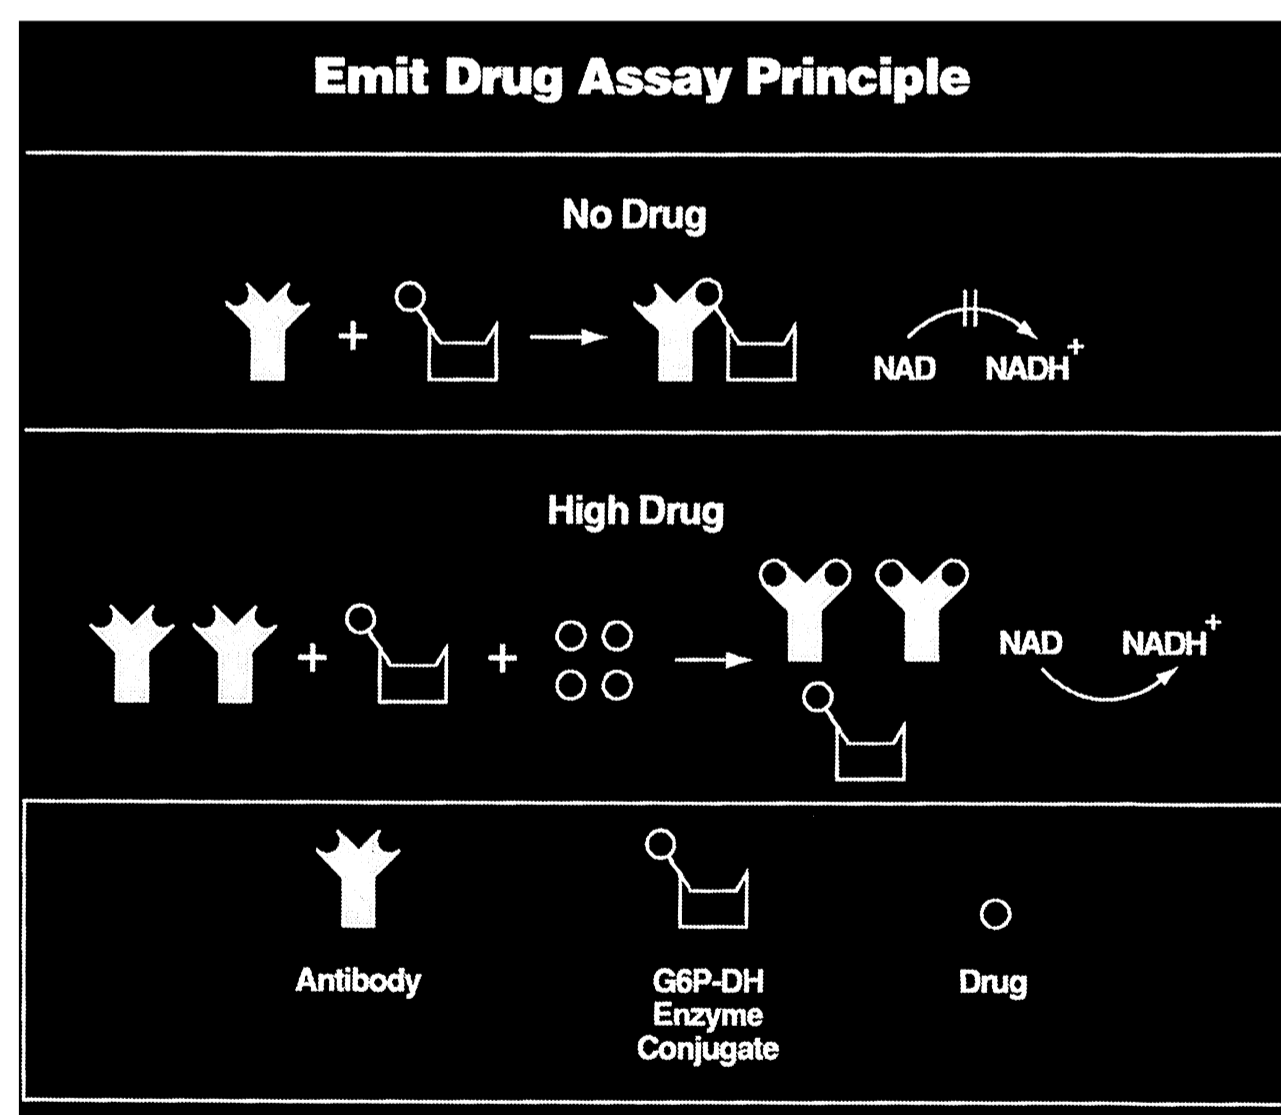 Emit Drug Assay Principle
No Drug
+
NAD NADH+
High Drug
+ +
NAD NADH+
Antibody
G6P-DH
Enzyme
Conjugate
Drug